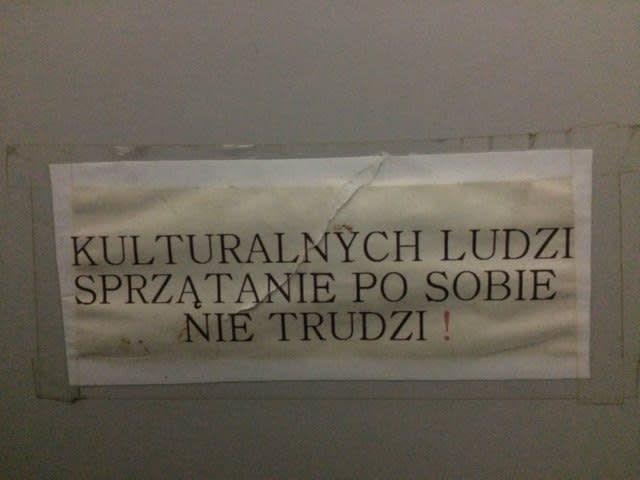 KULTURALNYCH LUDZI
SPRZĄTANIE PO SOBIE
NIE TRUDZI !